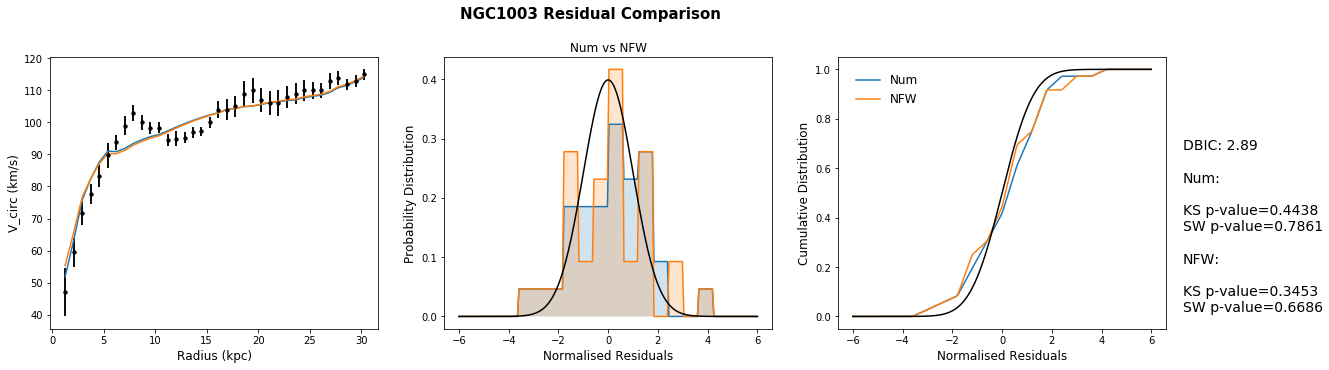 NGC1003 Residual Comparison
V_circ (km/s)
120
110
100
90
80
70
60
50
40
0 5 10 15 20 25 30
Radius (kpc)
Num vs NFW
Probability Distribution
0.4
0.3
0.2
0.1
0.0
−6 −4 −2 0 2 4 6
Normalised Residuals
Cumulative Distribution
1.0
0.8
0.6
0.4
0.2
0.0
Num
NFW
−6 −4 −2 0 2 4 6
Normalised Residuals
DBIC: 2.89
Num:
KS p-value=0.4438
SW p-value=0.7861
NFW:
KS p-value=0.3453
SW p-value=0.6686